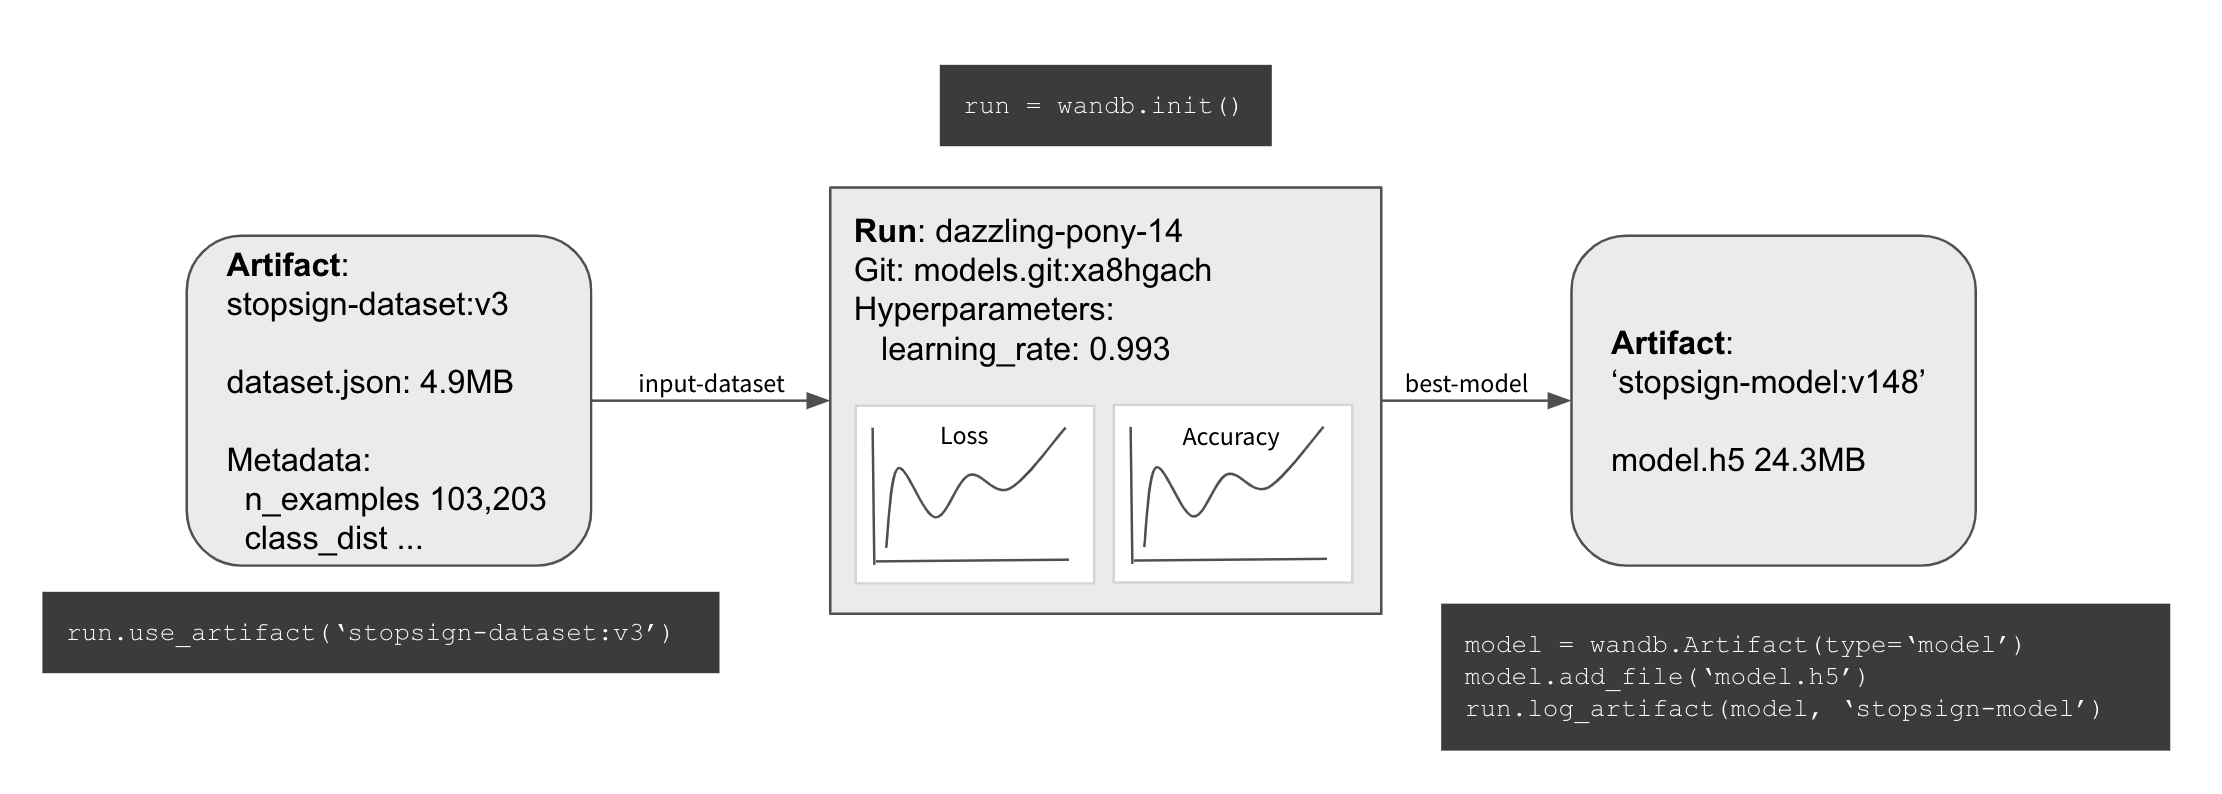 run = wandb.init()
Artifact:
stopsign-dataset:v3
dataset.json: 4.9MB
Metadata:
n_examples 103,203
class_dist ...
run.use_artifact(‘stopsign-dataset:v3’)
input-dataset
Run: dazzling-pony-14
Git: models.git:xa8hgach
Hyperparameters:
learning_rate: 0.993
Loss
Accuracy
best-model
Artifact:
‘stopsign-model:v148’
model.h5 24.3MB
model = wandb.Artifact(type=‘model’)
model.add_file(‘model.h5’)
run.log_artifact(model, ‘stopsign-model’)